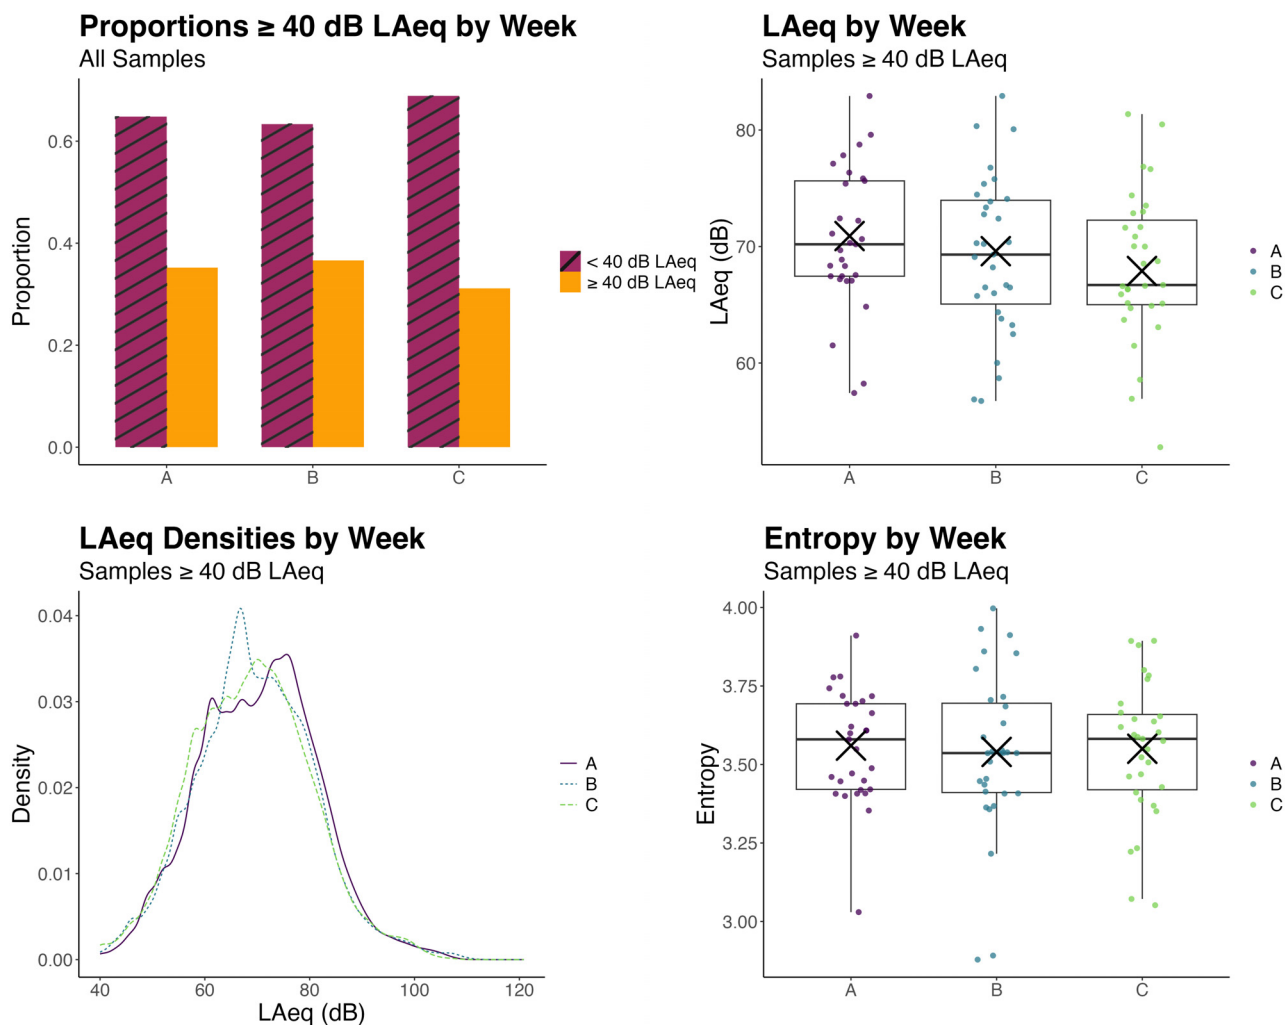 Proportions ≥ 40 dB LAeq by Week
All Samples
Proportion
0.6
0.4
0.2
0.0
A B C
< 40 dB LAeq
≥ 40 dB LAeq
LAeq by Week
Samples ≥ 40 dB LAeq
LAeq (dB)
80
70
60
A B C
A
B
C
LAeq Densities by Week
Samples ≥ 40 dB LAeq
Density
0.04
0.03
0.02
0.01
0.00
40 60 80 100 120
LAeq (dB)
A
B
C
Entropy by Week
Samples ≥ 40 dB LAeq
Entropy
4.00
3.75
3.50
3.25
3.00
A B C
A
B
C